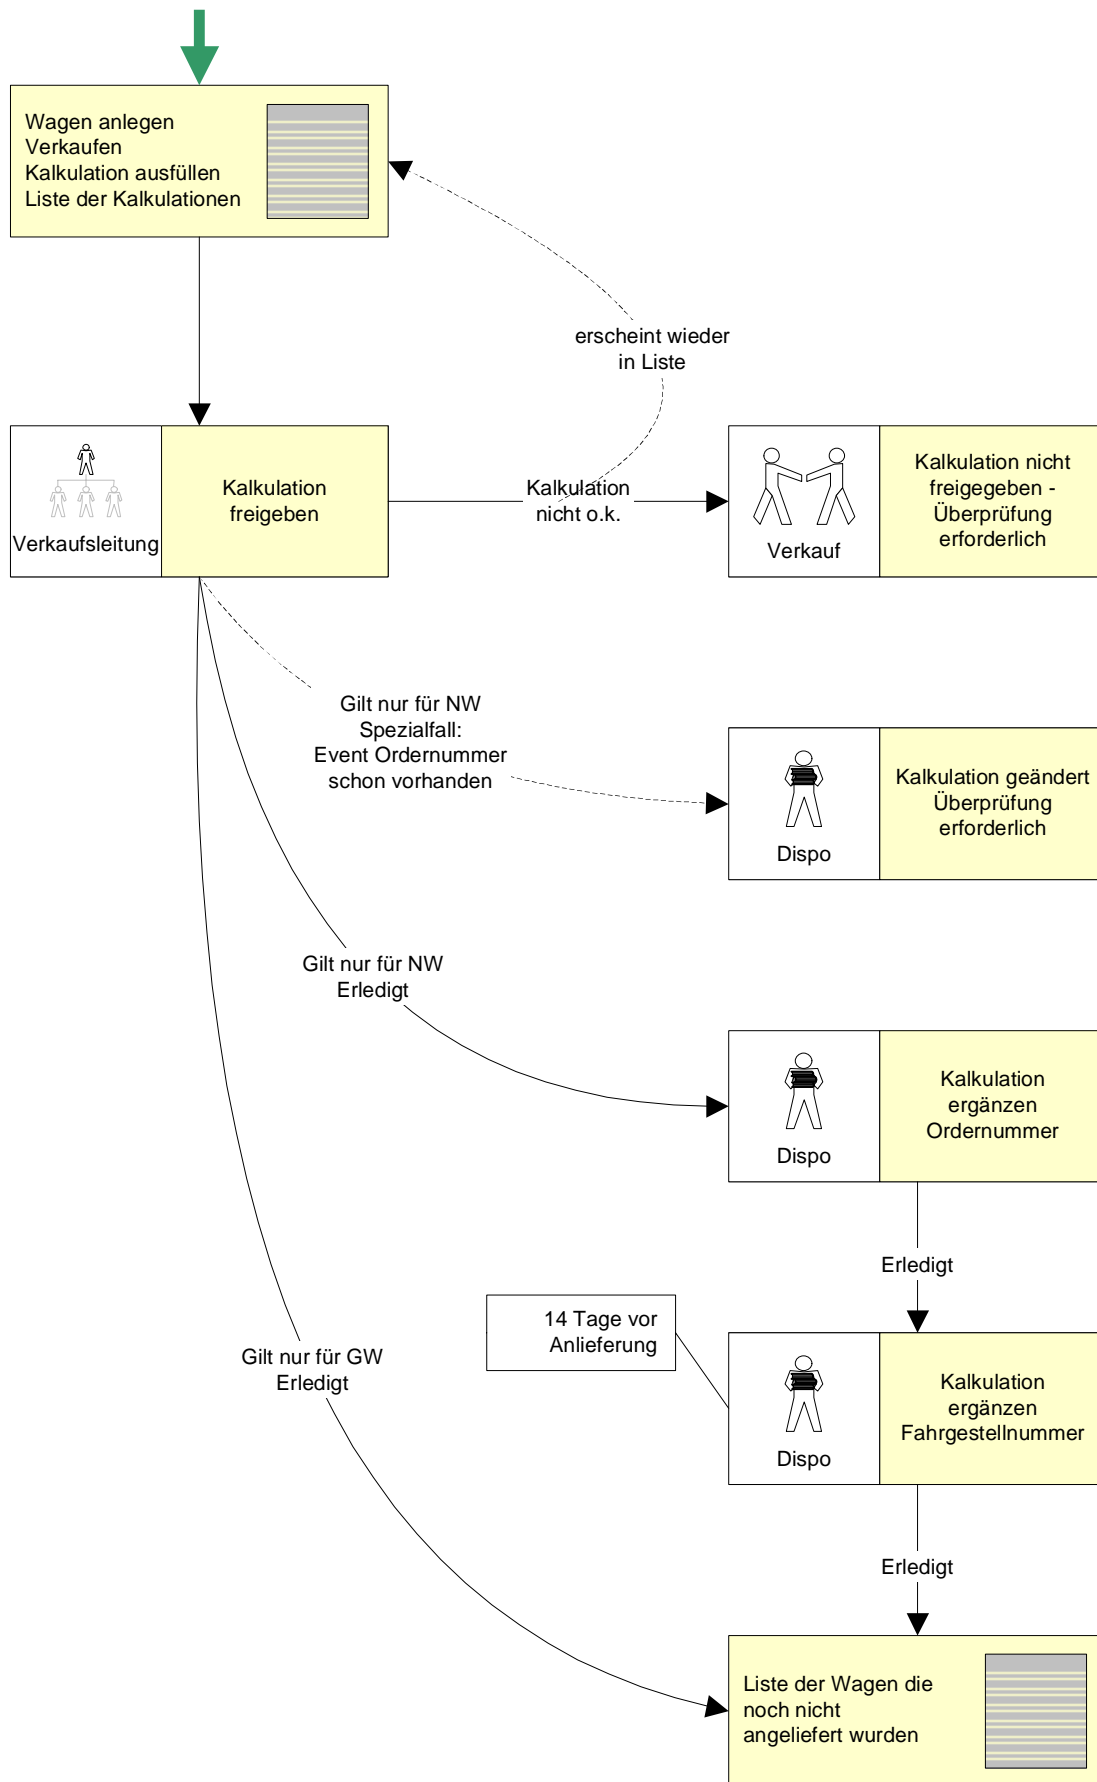 Wagen anlegen
Verkaufen
Kalkulation ausfüllen
Liste der Kalkulationen
erscheint wieder
in Liste
Verkaufsleitung
Kalkulation
freigeben
Kalkulation
nicht o.k.
Verkauf
Kalkulation nicht
freigegeben -
Überprüfung
erforderlich
Gilt nur für NW
Spezialfall:
Event Ordernummer
schon vorhanden
Dispo
Kalkulation geändert
Überprüfung
erforderlich
Gilt nur für NW
Erledigt
Dispo
Kalkulation
ergänzen
Ordernummer
Erledigt
14 Tage vor
Anlieferung
Dispo
Kalkulation
ergänzen
Fahrgestellnummer
Gilt nur für GW
Erledigt
Erledigt
Liste der Wagen die
noch nicht
angeliefert wurden